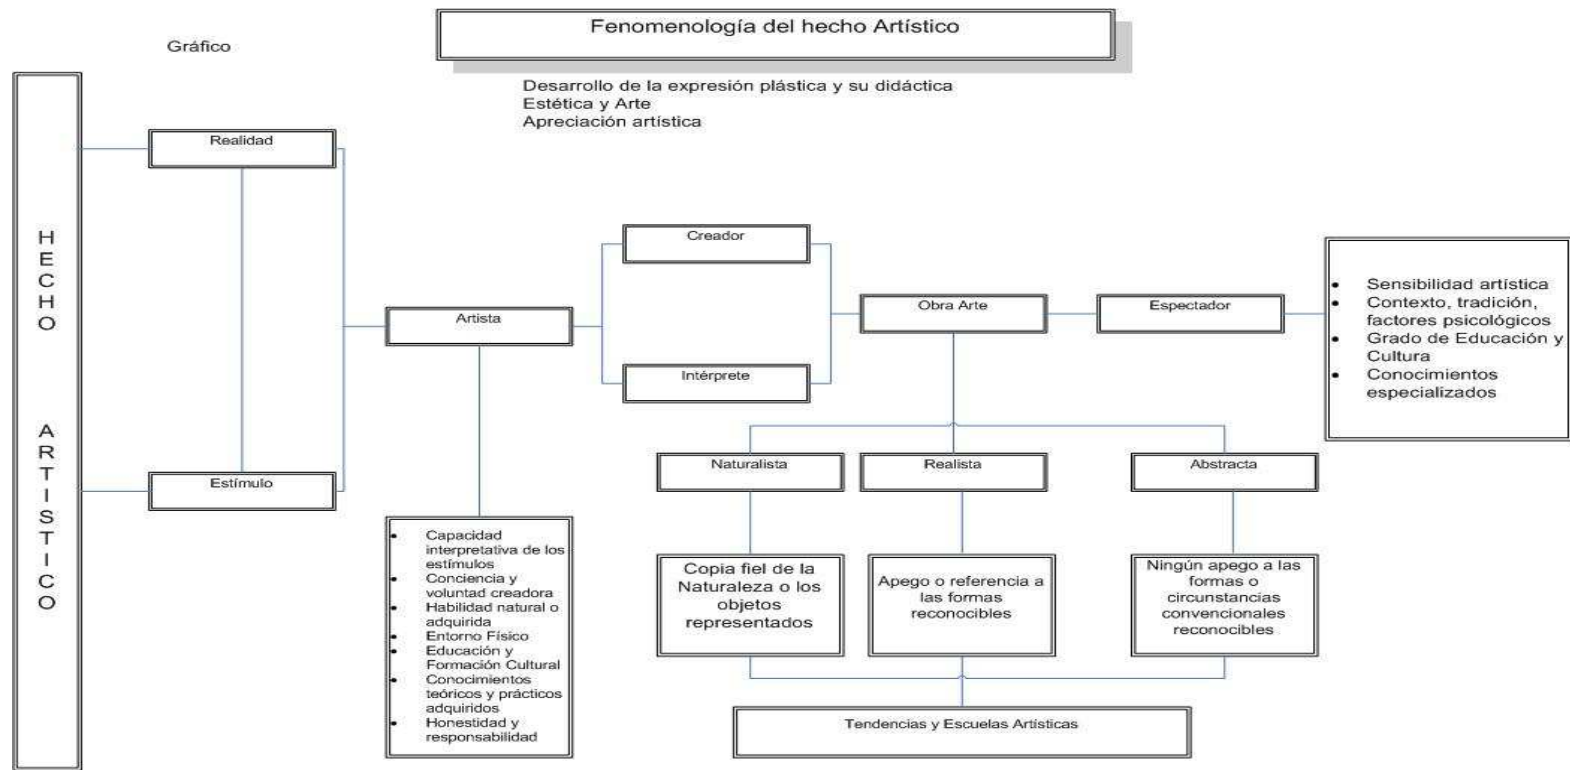 Fenomenología del hecho Artístico
Gráfico
Desarrollo de la expresión plástica y su didáctica
Estética y Arte
Apreciación artística
HECHO ARTISTICO
Realidad
Estímulo
Artista
• Capacidad
interpretativa de los
estímulos
• Conciencia y
voluntad creadora
• Habilidad natural o
adquirida
• Entorno Físico
• Educación y
Formación Cultural
• Conocimientos
teóricos y prácticos
adquiridos
• Honestidad y
responsabilidad
Creador
Intérprete
Obra Arte
Espectador
• Sensibilidad artística
• Contexto, tradición,
factores psicológicos
• Grado de Educación y
Cultura
• Conocimientos
especializados
Naturalista
Realista
Abstracta
Copia fiel de la
Naturaleza o los
objetos
representados
Apego o referencia a
las formas
reconocibles
Ningún apego a las
formas o
circunstancias
convencionales
reconocibles
Tendencias y Escuelas Artísticas